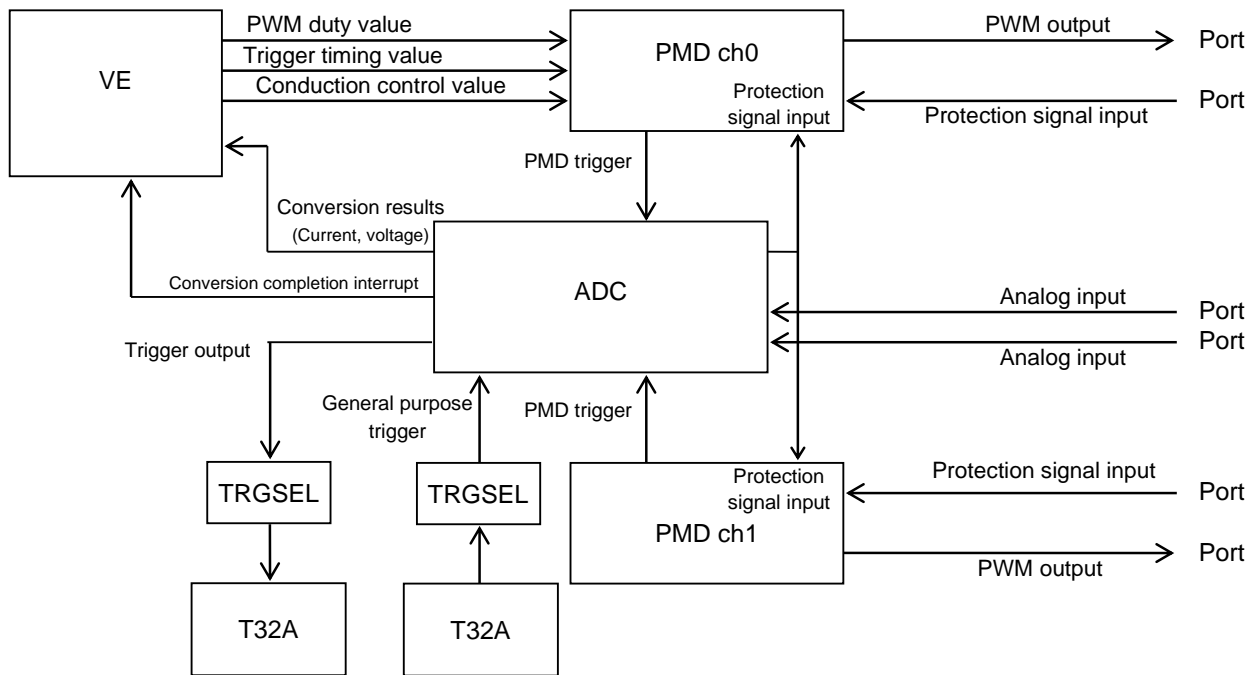 PWM duty value
Trigger timing value
Conduction control value
VE
PMD ch0
Protection
signal input
PWM output
Port
Protection signal input
Port
PMD trigger
Conversion results
(Current, voltage)
Conversion completion interrupt
ADC
Analog input
Port
Analog input
Port
Trigger output
General purpose
trigger
PMD trigger
TRGSEL
TRGSEL
Protection
signal input
PMD ch1
Protection signal input
Port
PWM output
Port
T32A
T32A